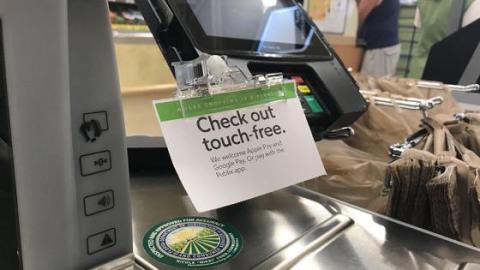 Check out
touch-free.
We welcome Apple Pay and
Google Pay. Or pay with the
Publix app.